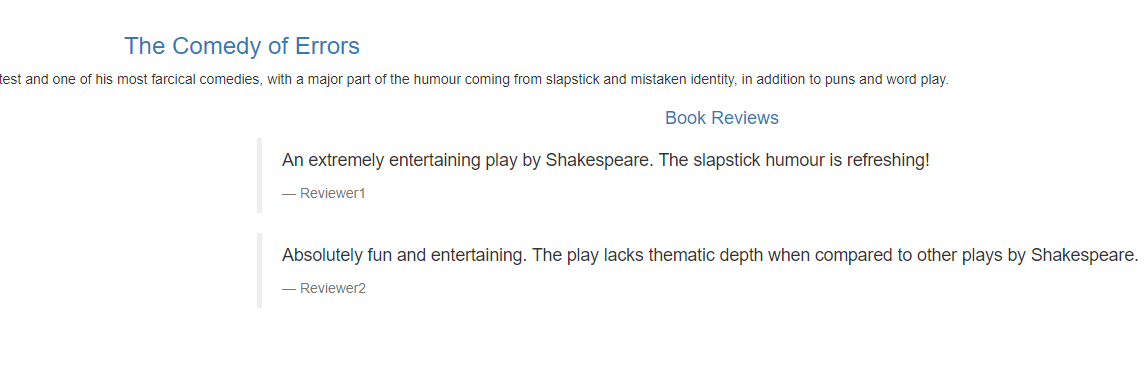 The Comedy of Errors
and one of his most farcical comedies, with a major part of the humour coming from slapstick and mistaken identity, in addition to puns and word play.
Book Reviews
An extremely entertaining play by Shakespeare. The slapstick humour is refreshing!
— Reviewer1
Absolutely fun and entertaining. The play lacks thematic depth when compared to other plays by Shakespeare.
— Reviewer2